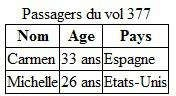 Passagers du vol 377
Nom Age Pays
Carmen 33 ans Espagne
Michelle 26 ans Etats-Unis